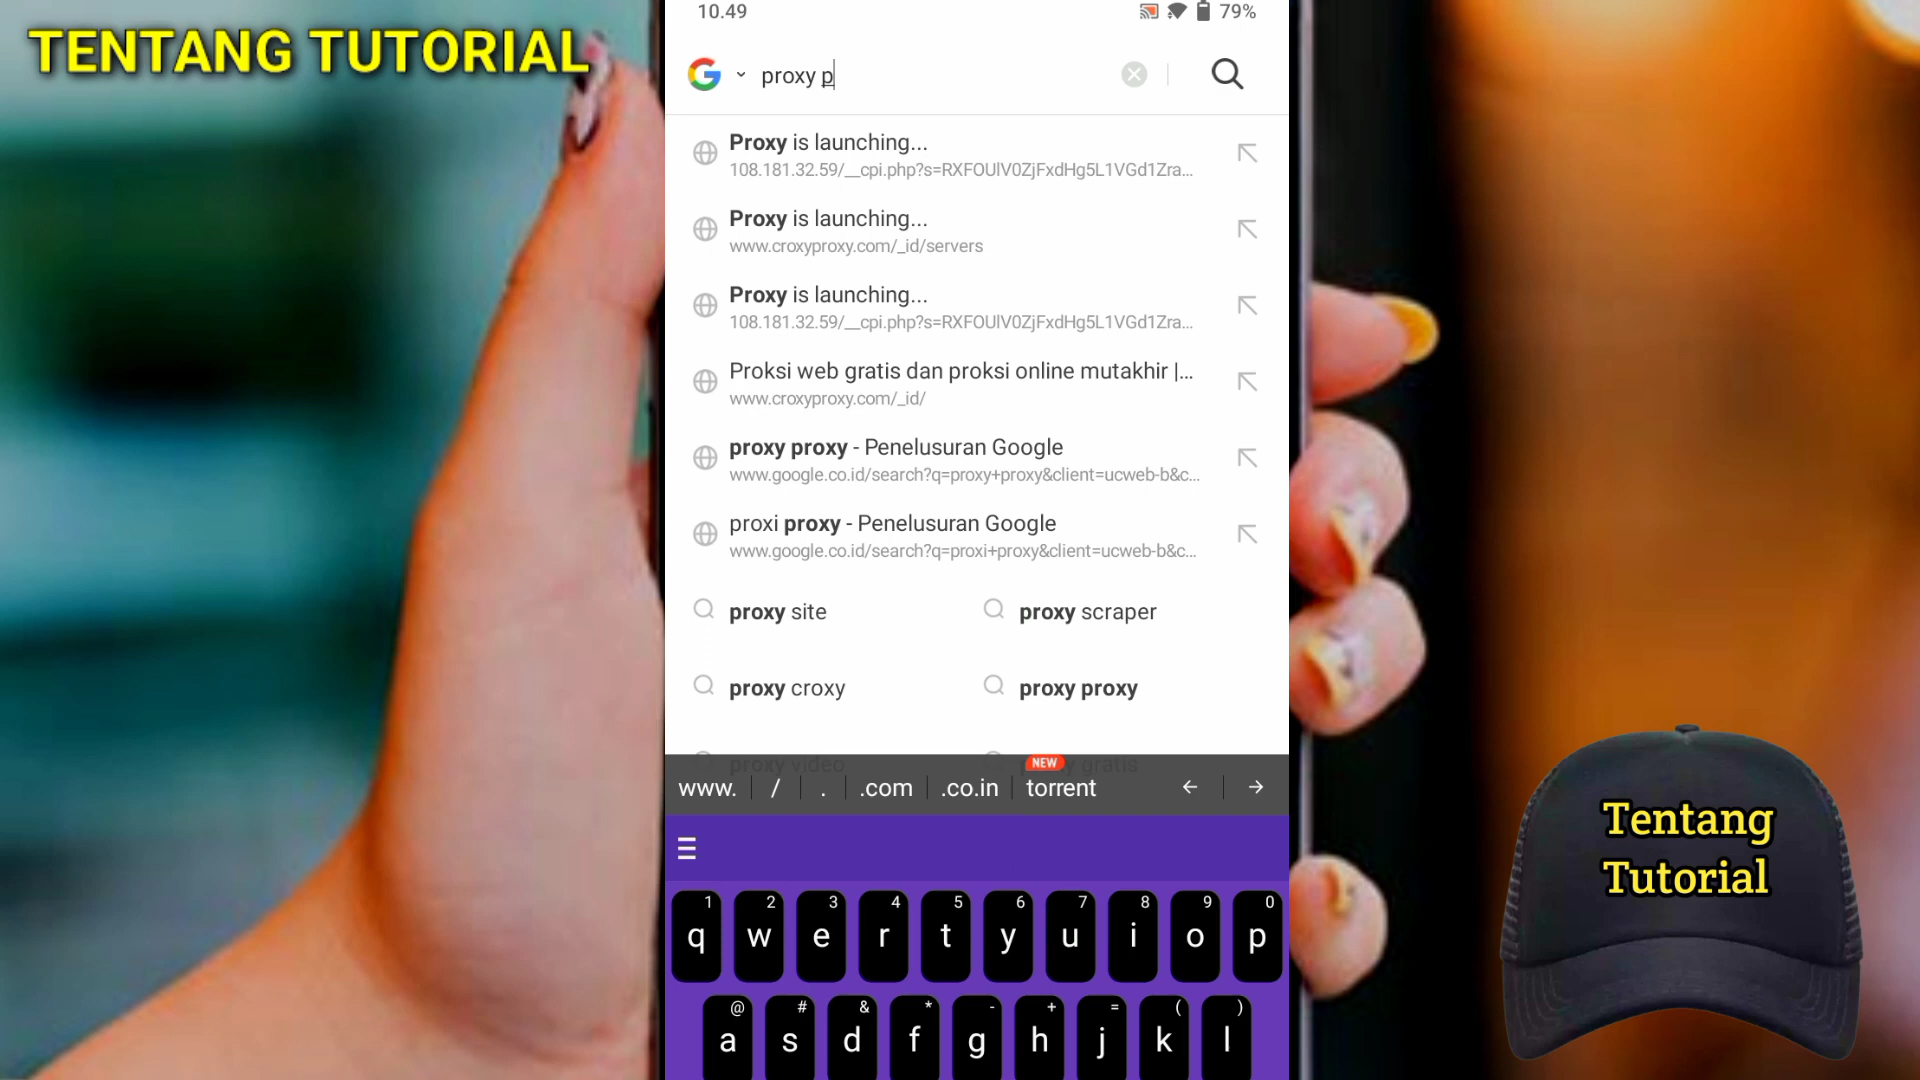 TENTANG TUTORIAL
10.49
79%
proxy p
Proxy is launching...
108.181.32.59/__cpi.php?s=RXFOUlV0ZjFxdHg5L1VGd1Zra...
Proxy is launching...
www.croxyproxy.com/_id/servers
Proxy is launching...
108.181.32.59/__cpi.php?s=RXFOUlV0ZjFxdHg5L1VGd1Zra...
Proksi web gratis dan proksi online mutakhir |...
www.croxyproxy.com/_id/
proxy proxy - Penelusuran Google
www.google.co.id/search?q=proxy+proxy&client=ucweb-b&c...
proxi proxy - Penelusuran Google
www.google.co.id/search?q=proxi+proxy&client=ucweb-b&c...
proxy site
proxy scraper
proxy croxy
proxy proxy
proxy video
gratis
NEW
www. / . .com .co.in torrent ← →
1 2 3 4 5 6 7 8 9 0
q w e r t y u i o p
@ # & * - + = ( )
a s d f g h j k l
Tentang
Tutorial